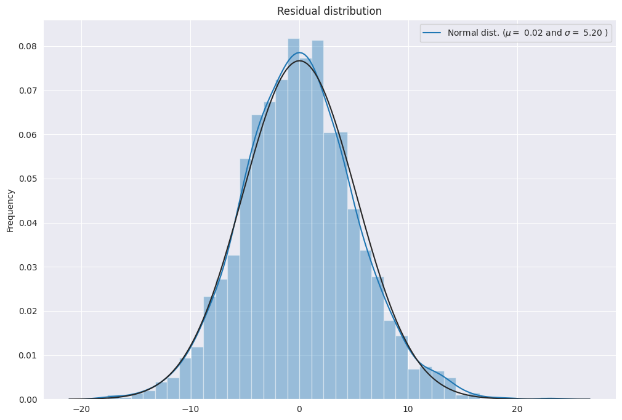 Residual distribution
Normal dist. (μ = 0.02 and σ = 5.20 )
0.08
0.07
0.06
0.05
0.04
0.03
0.02
0.01
0.00
Frequency
−20 −10 0 10 20